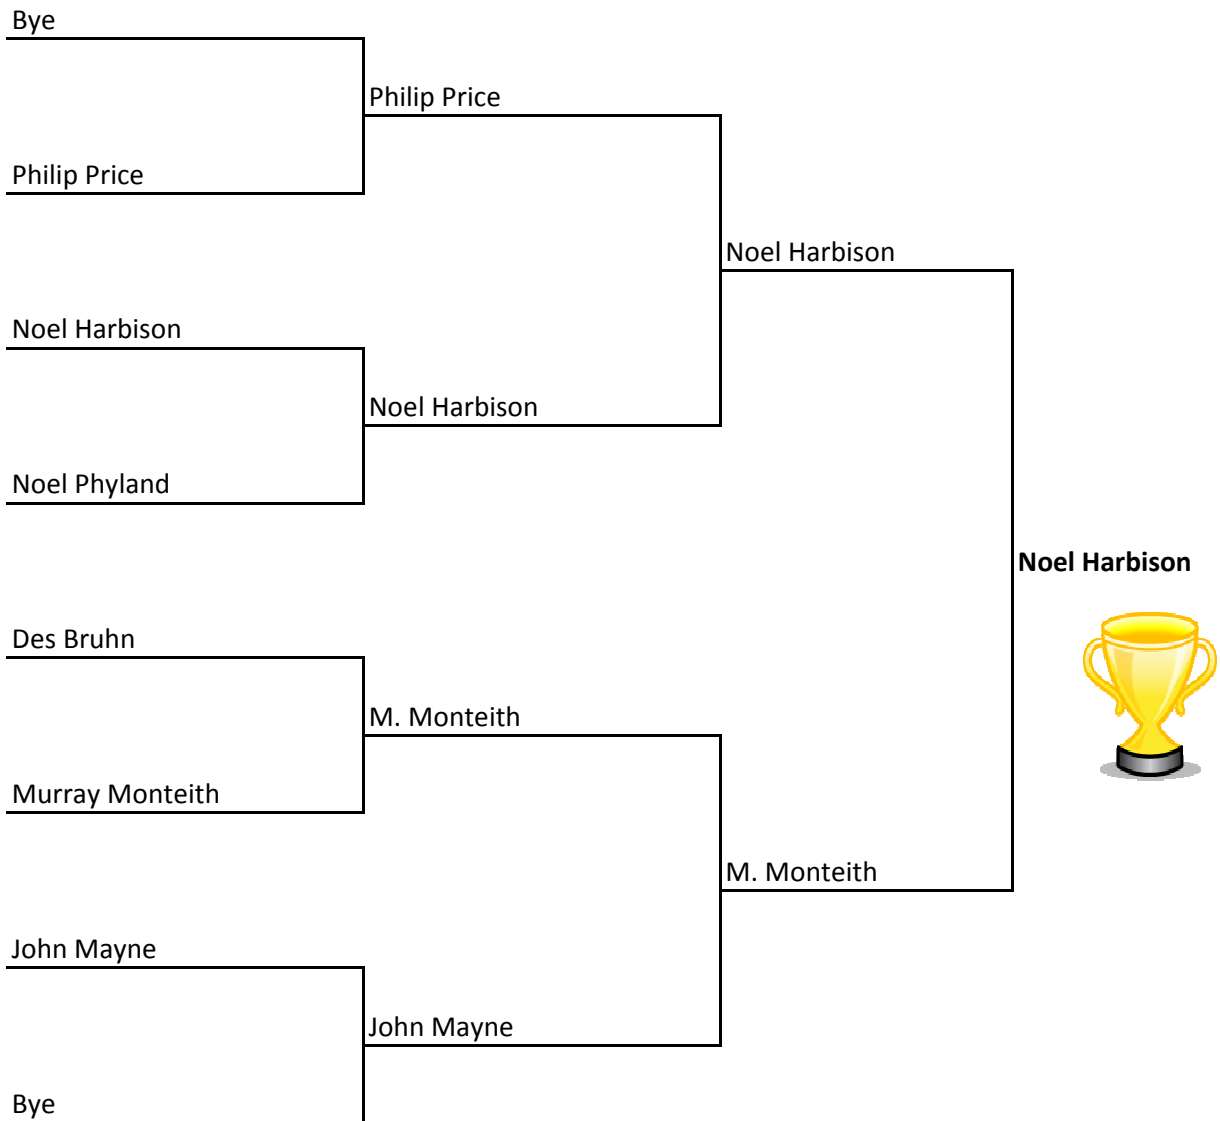 Bye
Philip Price
Philip Price
Noel Harbison
Noel Harbison
Noel Harbison
Noel Phyland
Noel Harbison
Des Bruhn
M. Monteith
Murray Monteith
M. Monteith
John Mayne
John Mayne
Bye